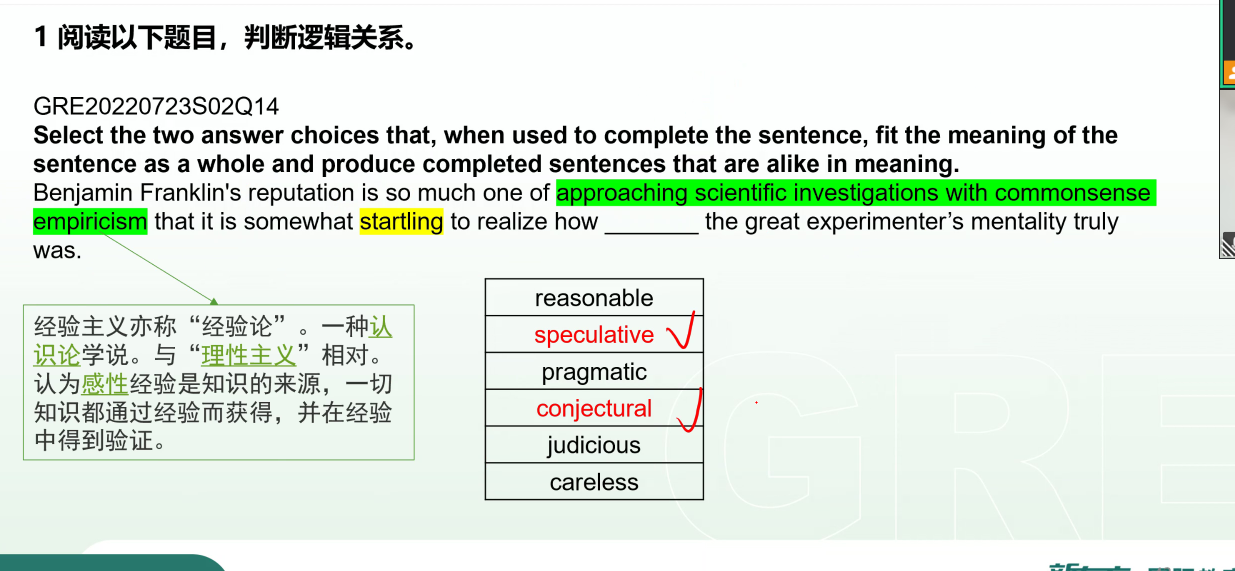 1 阅读以下题目，判断逻辑关系。
GRE20220723S02Q14
Select the two answer choices that, when used to complete the sentence, fit the meaning of the
sentence as a whole and produce completed sentences that are alike in meaning.
Benjamin Franklin's reputation is so much one of approaching scientific investigations with commonsense
empiricism that it is somewhat startling to realize how ________ the great experimenter’s mentality truly
was.
经验主义亦称“经验论”。一种认
识论学说。与“理性主义”相对。
认为感性经验是知识的来源，一切
知识都通过经验而获得，并在经验
中得到验证。
reasonable
speculative
pragmatic
conjectural
judicious
careless
GRE